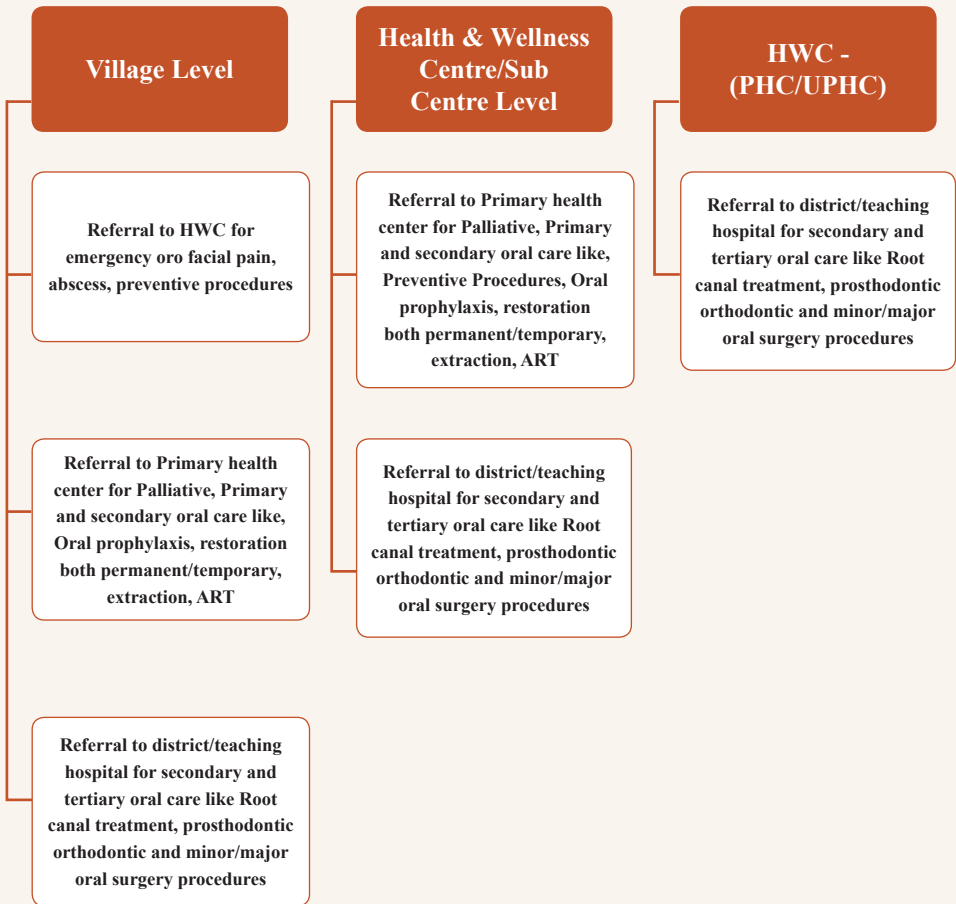 Village Level
Referral to HWC for
emergency oro facial pain,
abscess, preventive procedures
Referral to Primary health
center for Palliative, Primary
and secondary oral care like,
Oral prophylaxis, restoration
both permanent/temporary,
extraction, ART
Referral to district/teaching
hospital for secondary and
tertiary oral care like Root
canal treatment, prosthodontic
orthodontic and minor/major
oral surgery procedures
Health & Wellness
Centre/Sub
Centre Level
Referral to Primary health
center for Palliative, Primary
and secondary oral care like,
Preventive Procedures, Oral
prophylaxis, restoration
both permanent/temporary,
extraction, ART
Referral to district/teaching
hospital for secondary and
tertiary oral care like Root
canal treatment, prosthodontic
orthodontic and minor/major
oral surgery procedures
HWC -
(PHC/UPHC)
Referral to district/teaching
hospital for secondary and
tertiary oral care like Root
canal treatment, prosthodontic
orthodontic and minor/major
oral surgery procedures